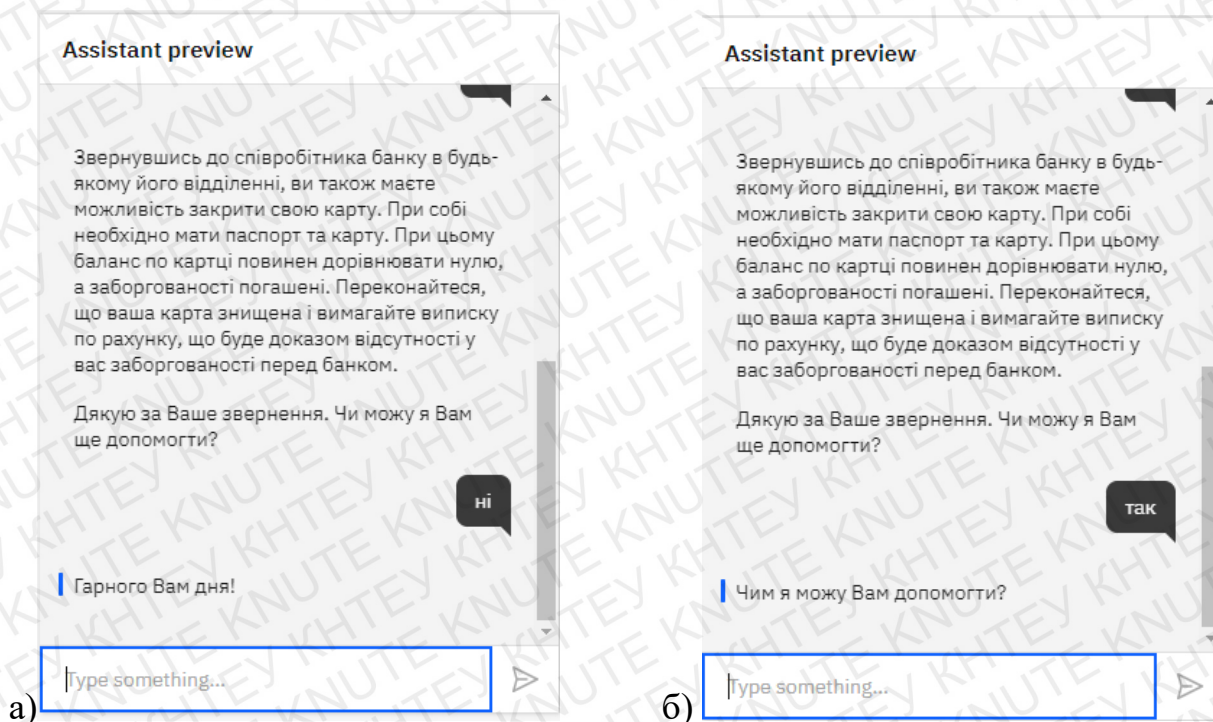 Assistant preview
Звернувшись до співробітника банку в будь-
якому його відділенні, ви також маєте
можливість закрити свою карту. При собі
необхідно мати паспорт та карту. При цьому
баланс по картці повинен дорівнювати нулю,
а заборгованості погашені. Переконайтеся,
що ваша карта знищена і вимагайте виписку
по рахунку, що буде доказом відсутності у
вас заборгованості перед банком.
Дякую за Ваше звернення. Чи можу я Вам
ще допомогти?
ні
Гарного Вам дня!
Type something...
а)
Assistant preview
Звернувшись до співробітника банку в будь-
якому його відділенні, ви також маєте
можливість закрити свою карту. При собі
необхідно мати паспорт та карту. При цьому
баланс по картці повинен дорівнювати нулю,
а заборгованості погашені. Переконайтеся,
що ваша карта знищена і вимагайте виписку
по рахунку, що буде доказом відсутності у
вас заборгованості перед банком.
Дякую за Ваше звернення. Чи можу я Вам
ще допомогти?
так
Чим я можу Вам допомогти?
Type something...
б)